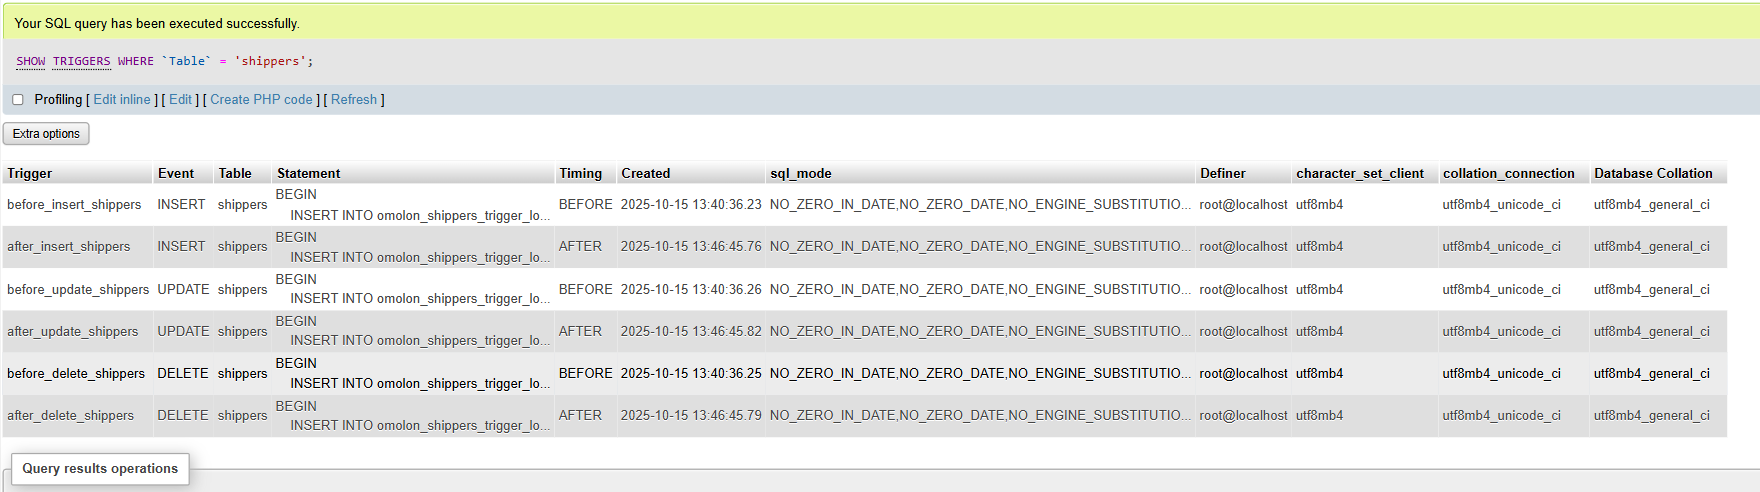 Your SQL query has been executed successfully.
SHOW TRIGGERS WHERE `Table` = 'shippers';
Profiling [ Edit inline ] [ Edit ] [ Create PHP code ] [ Refresh ]
Extra options
Trigger Event Table Statement Timing Created sql_mode Definer character_set_client collation_connection Database Collation
before_insert_shippers INSERT shippers BEGIN INSERT INTO omolon_shippers_trigger_lo... BEFORE 2025-10-15 13:40:36.23 NO_ZERO_IN_DATE,NO_ZERO_DATE,NO_ENGINE_SUBSTITUTIO... root@localhost utf8mb4 utf8mb4_unicode_ci utf8mb4_general_ci
after_insert_shippers INSERT shippers BEGIN INSERT INTO omolon_shippers_trigger_lo... AFTER 2025-10-15 13:46:45.76 NO_ZERO_IN_DATE,NO_ZERO_DATE,NO_ENGINE_SUBSTITUTIO... root@localhost utf8mb4 utf8mb4_unicode_ci utf8mb4_general_ci
before_update_shippers UPDATE shippers BEGIN INSERT INTO omolon_shippers_trigger_lo... BEFORE 2025-10-15 13:40:36.26 NO_ZERO_IN_DATE,NO_ZERO_DATE,NO_ENGINE_SUBSTITUTIO... root@localhost utf8mb4 utf8mb4_unicode_ci utf8mb4_general_ci
after_update_shippers UPDATE shippers BEGIN INSERT INTO omolon_shippers_trigger_lo... AFTER 2025-10-15 13:46:45.82 NO_ZERO_IN_DATE,NO_ZERO_DATE,NO_ENGINE_SUBSTITUTIO... root@localhost utf8mb4 utf8mb4_unicode_ci utf8mb4_general_ci
before_delete_shippers DELETE shippers BEGIN INSERT INTO omolon_shippers_trigger_lo... BEFORE 2025-10-15 13:40:36.25 NO_ZERO_IN_DATE,NO_ZERO_DATE,NO_ENGINE_SUBSTITUTIO... root@localhost utf8mb4 utf8mb4_unicode_ci utf8mb4_general_ci
after_delete_shippers DELETE shippers BEGIN INSERT INTO omolon_shippers_trigger_lo... AFTER 2025-10-15 13:46:45.79 NO_ZERO_IN_DATE,NO_ZERO_DATE,NO_ENGINE_SUBSTITUTIO... root@localhost utf8mb4 utf8mb4_unicode_ci utf8mb4_general_ci
Query results operations